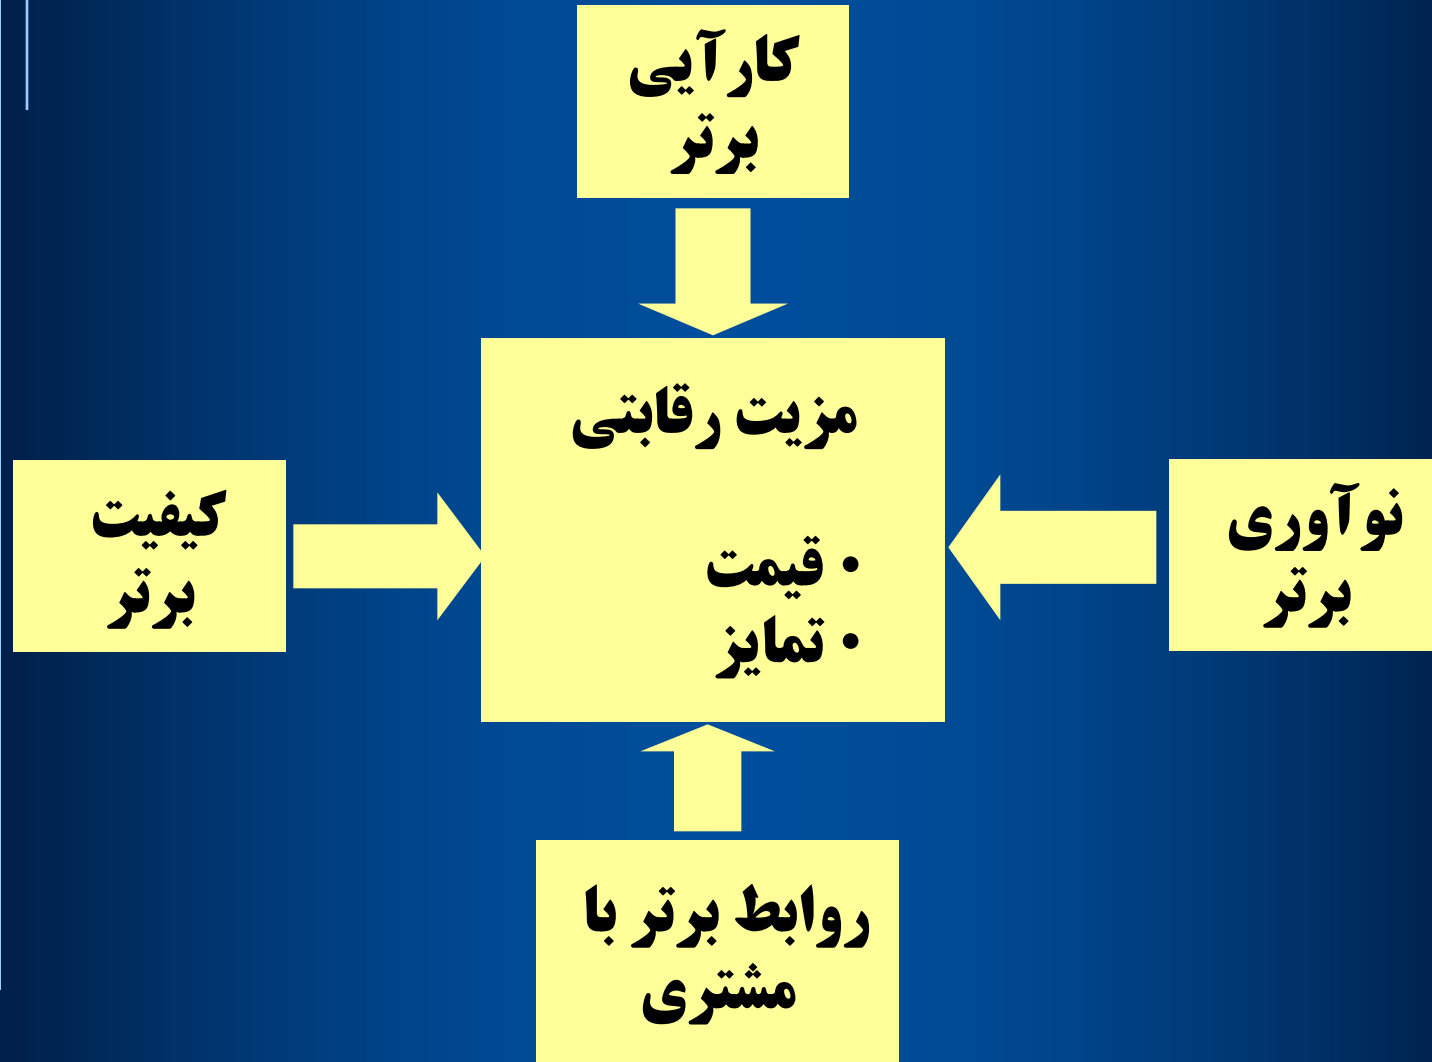 کارآیی
برتر
مزیت رقابتی
• قیمت
• تمایز
نوآوری
برتر
کیفیت
برتر
روابط برتر با
مشتری